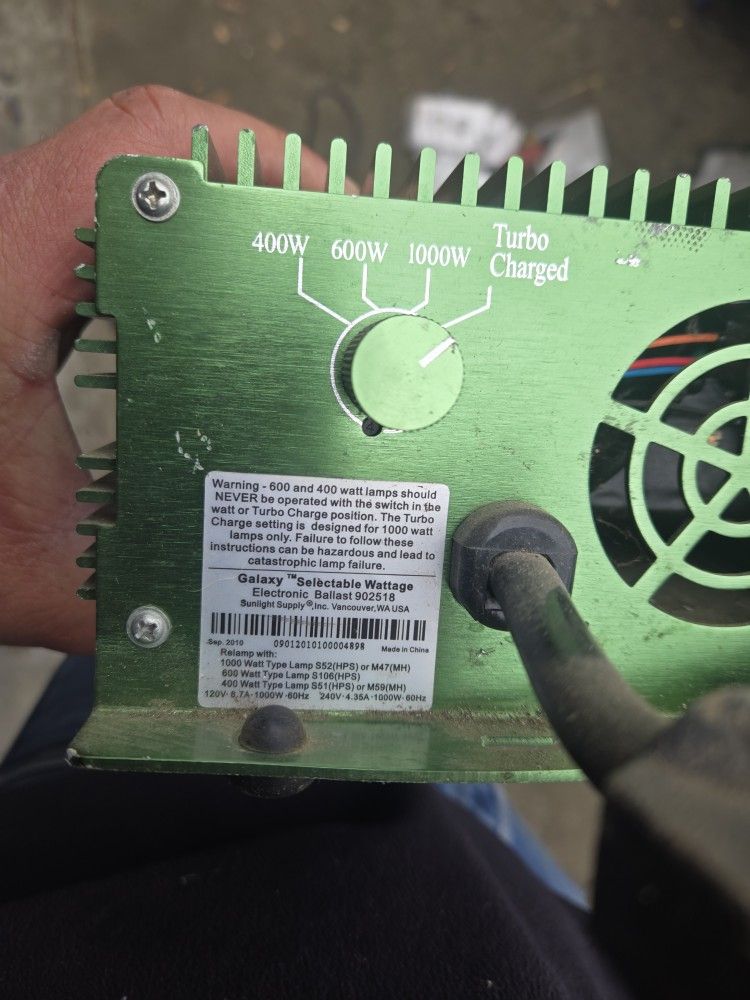 400W 600W 1000W Turbo Charged
Warning - 600 and 400 watt lamps should
NEVER be operated with the switch in the
watt or Turbo Charge position. The Turbo
Charge setting is designed for 1000 watt
lamps only. Failure to follow these
instructions can be hazardous and lead to
catastrophic lamp failure.
Galaxy ™Selectable Wattage
Electronic Ballast 902518
Sunlight Supply®,Inc. Vancouver,WA USA
Sep. 2010 09012010100004898 Made in China
Relamp with:
1000 Watt Type Lamp S52(HPS) or M47(MH)
600 Watt Type Lamp S106(HPS)
400 Watt Type Lamp S51(HPS) or M59(MH)
120V·8.7A·1000W·60Hz 240V·4.35A·1000W·60Hz